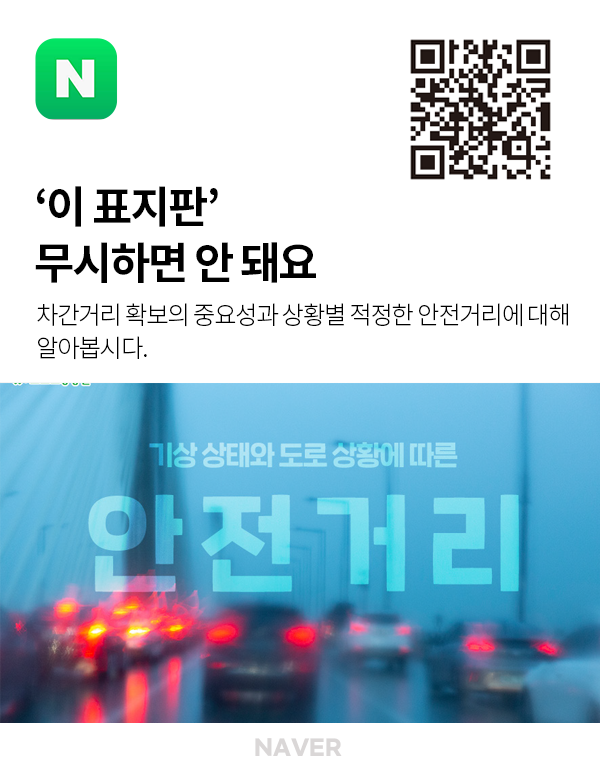 N
‘이 표지판’
무시하면 안 돼요
차간거리 확보의 중요성과 상황별 적정한 안전거리에 대해
알아봅시다.
기상 상태와 도로 상황에 따른
안전거리
NAVER